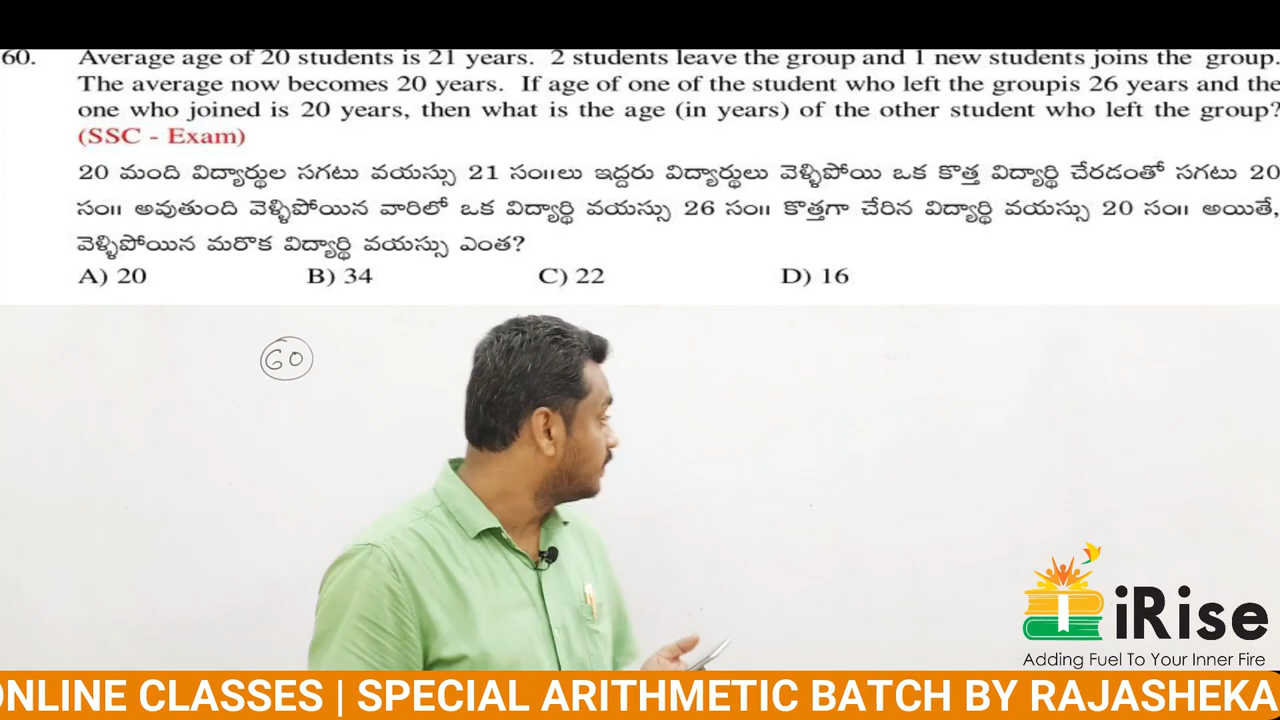 60. Average age of 20 students is 21 years. 2 students leave the group and 1 new students joins the group.
The average now becomes 20 years. If age of one of the student who left the groupis 26 years and the
one who joined is 20 years, then what is the age (in years) of the other student who left the group?
(SSC - Exam)
20 మంది విద్యార్థుల సగటు వయస్సు 21 సం॥లు ఇద్దరు విద్యార్థులు వెళ్ళిపోయి ఒక కొత్త విద్యార్థి చేరడంతో సగటు 20
సం॥ అవుతుంది వెళ్ళిపోయిన వారిలో ఒక విద్యార్థి వయస్సు 26 సం॥ కొత్తగా చేరిన విద్యార్థి వయస్సు 20 సం॥ అయితే,
వెళ్ళిపోయిన మరొక విద్యార్థి వయస్సు ఎంత?
A) 20 B) 34 C) 22 D) 16
60
iRise
Adding Fuel To Your Inner Fire
ONLINE CLASSES | SPECIAL ARITHMETIC BATCH BY RAJASHEKA